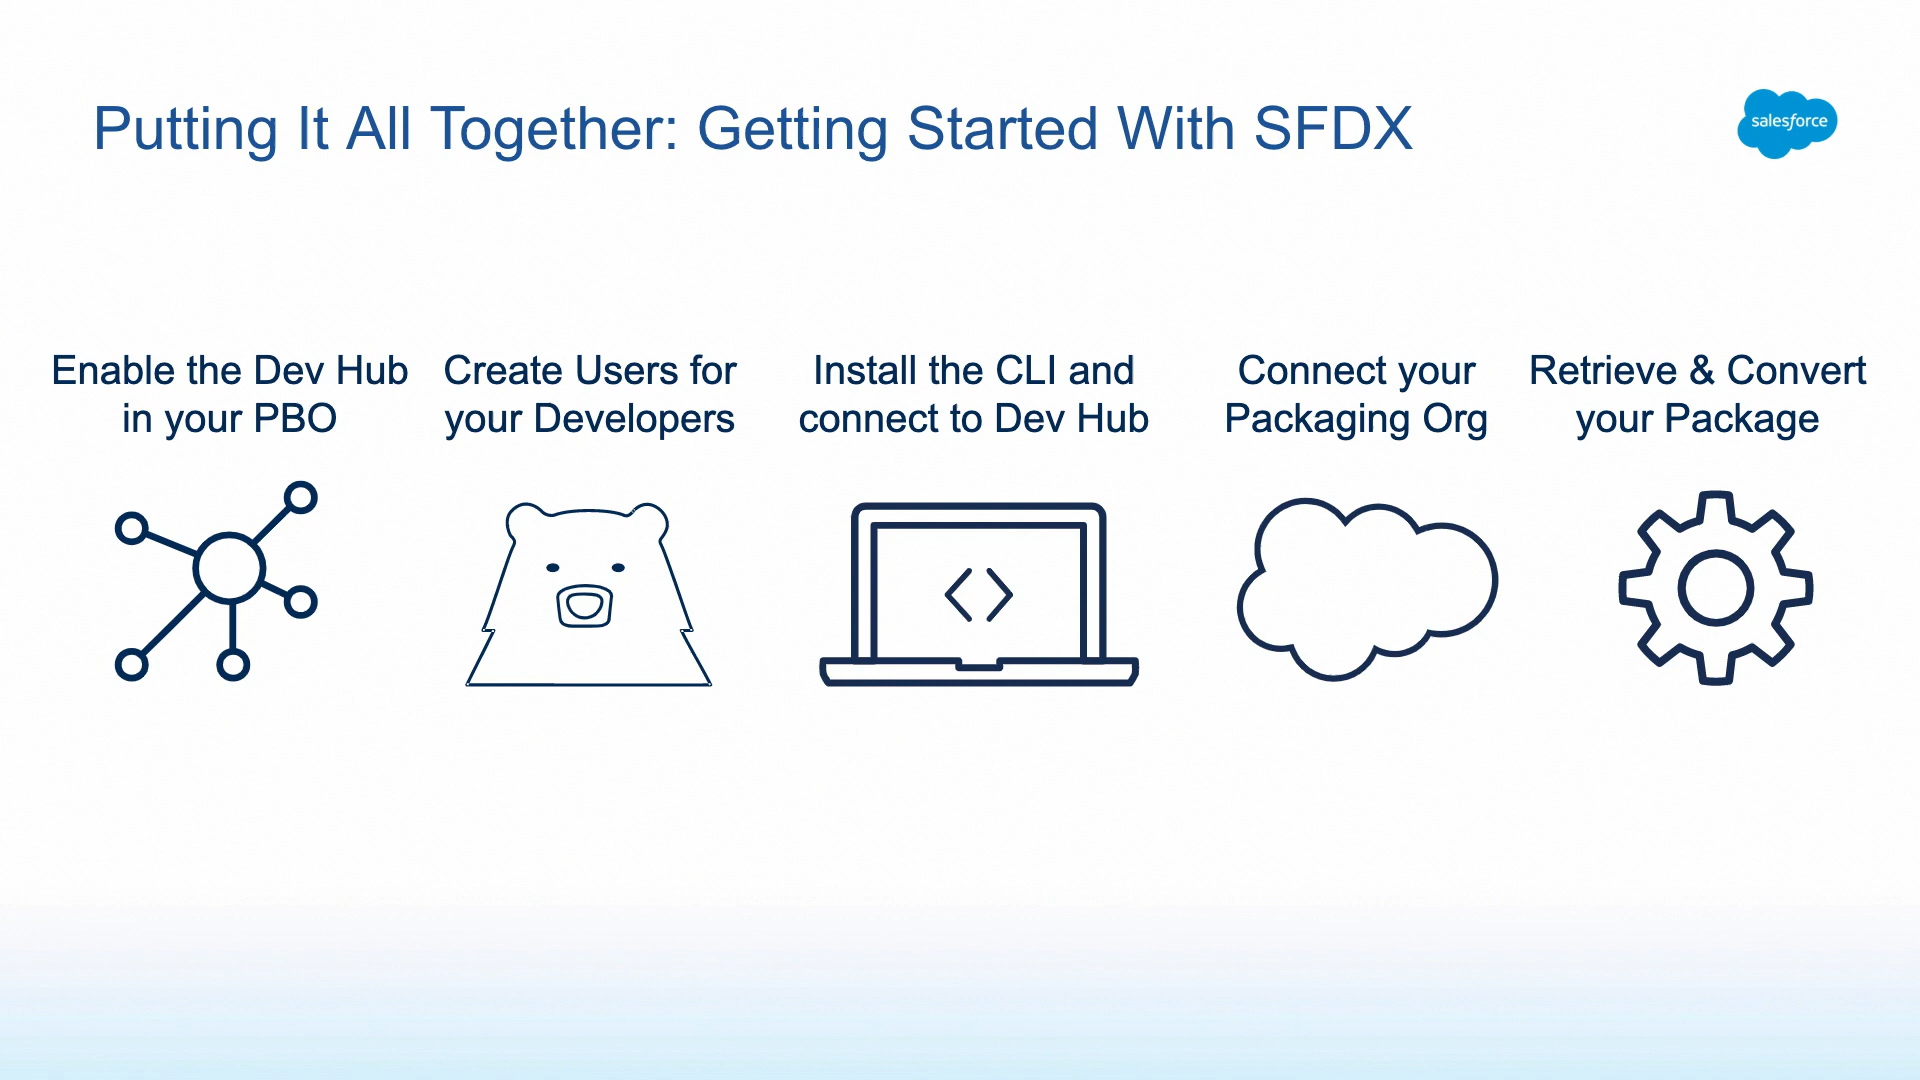 Putting It All Together: Getting Started With SFDX
salesforce
Enable the Dev Hub
in your PBO
Create Users for
your Developers
Install the CLI and
connect to Dev Hub
Connect your
Packaging Org
Retrieve & Convert
your Package